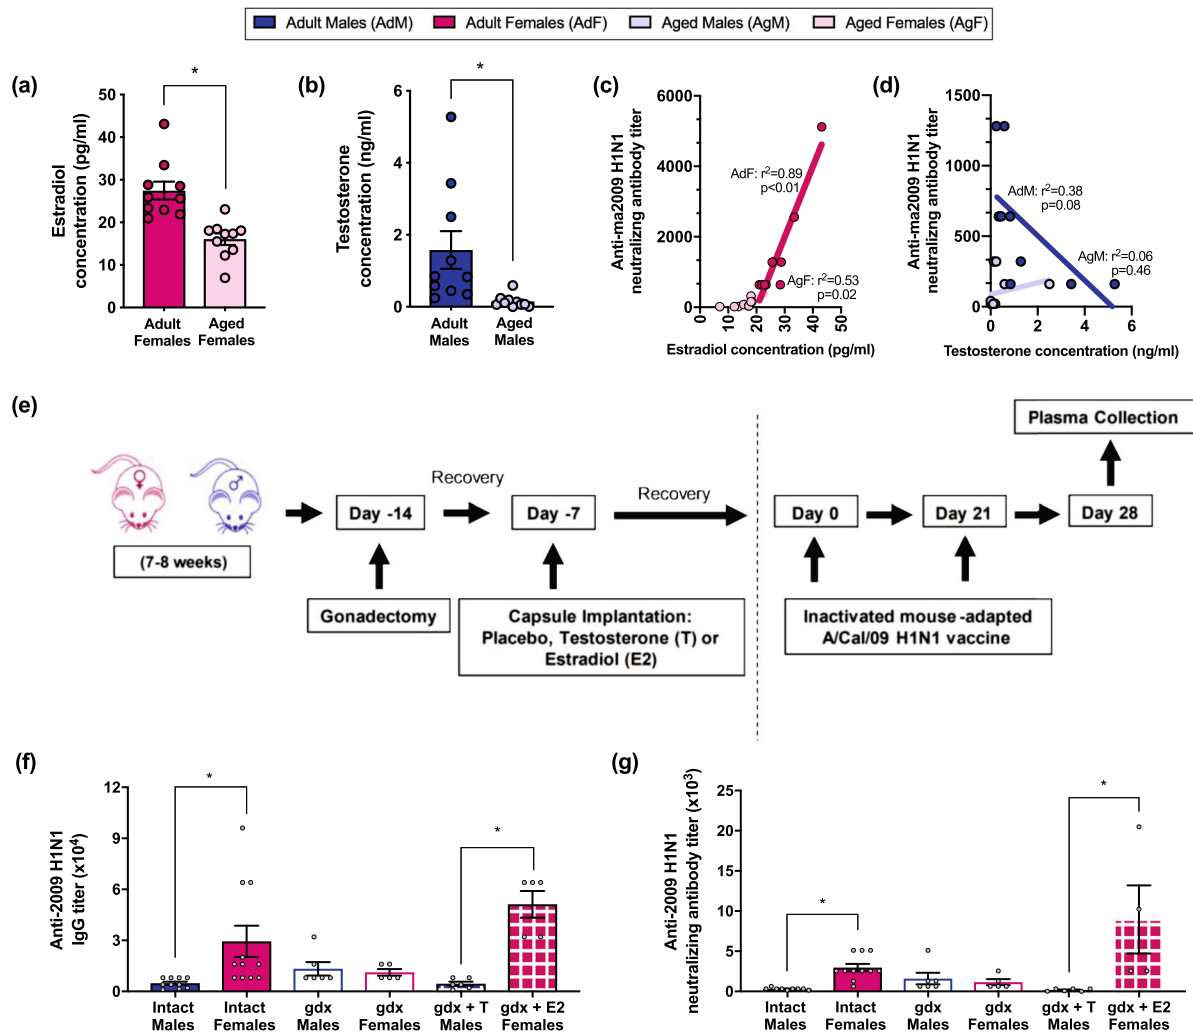 Adult Males (AdM) Adult Females (AdF) Aged Males (AgM) Aged Females (AgF)
(a)
*
50
40
30
20
10
0
Estradiol
concentration (pg/ml)
Adult
Females
Aged
Females
(b)
*
6
4
2
0
Testosterone
concentration (ng/ml)
Adult
Males
Aged
Males
(c)
6000
4000
2000
0
Anti-ma2009 H1N1
neutralizng antibody titer
AdF: r²=0.89
p<0.01
AgF: r²=0.53
p=0.02
0 10 20 30 40 50
Estradiol concentration (pg/ml)
(d)
1500
1000
500
0
Anti-ma2009 H1N1
neutralizng antibody titer
AdM: r²=0.38
p=0.08
AgM: r²=0.06
p=0.46
0 2 4 6
Testosterone concentration (ng/ml)
(e)
Plasma Collection
Recovery
Recovery
♀ ♂
Day -14
Day -7
Day 0
Day 21
Day 28
(7-8 weeks)
Gonadectomy
Capsule Implantation:
Placebo, Testosterone (T) or
Estradiol (E2)
Inactivated mouse-adapted
A/Cal/09 H1N1 vaccine
(f)
12
9
6
3
0
Anti-2009 H1N1
IgG titer (x10⁴)
*
*
Intact
Males
Intact
Females
gdx
Males
gdx
Females
gdx + T
Males
gdx + E2
Females
(g)
25
20
15
10
5
0
Anti-2009 H1N1
neutralizing antibody titer (x10³)
*
*
Intact
Males
Intact
Females
gdx
Males
gdx
Females
gdx + T
Males
gdx + E2
Females